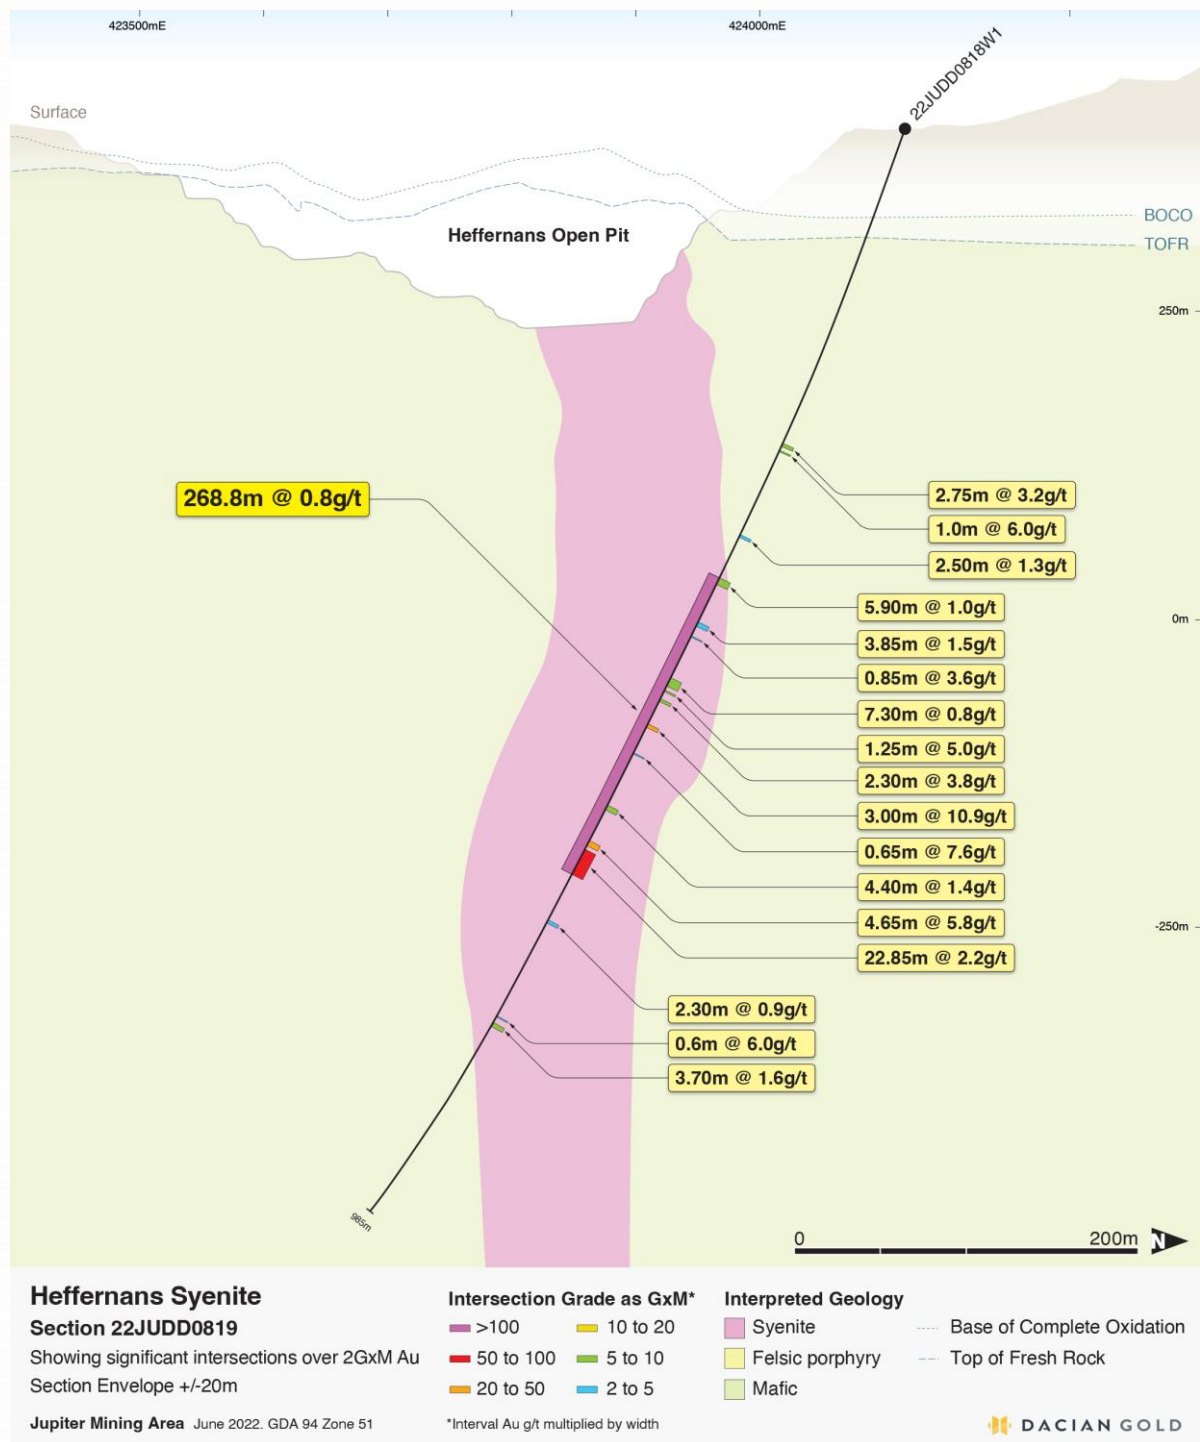 423500mE
424000mE
22JUDD0818W1
Surface
BOCO
TOFR
Heffernans Open Pit
250m
268.8m @ 0.8g/t
2.75m @ 3.2g/t
1.0m @ 6.0g/t
2.50m @ 1.3g/t
5.90m @ 1.0g/t
0m
3.85m @ 1.5g/t
0.85m @ 3.6g/t
7.30m @ 0.8g/t
1.25m @ 5.0g/t
2.30m @ 3.8g/t
3.00m @ 10.9g/t
0.65m @ 7.6g/t
4.40m @ 1.4g/t
4.65m @ 5.8g/t
-250m
22.85m @ 2.2g/t
2.30m @ 0.9g/t
0.6m @ 6.0g/t
3.70m @ 1.6g/t
985m
0 200m N
Heffernans Syenite
Section 22JUDD0819
Showing significant intersections over 2GxM Au
Section Envelope +/-20m
Jupiter Mining Area June 2022. GDA 94 Zone 51
Intersection Grade as GxM*
>100 10 to 20
50 to 100 5 to 10
20 to 50 2 to 5
*Interval Au g/t multiplied by width
Interpreted Geology
Syenite
Felsic porphyry
Mafic
Base of Complete Oxidation
Top of Fresh Rock
DACIAN GOLD